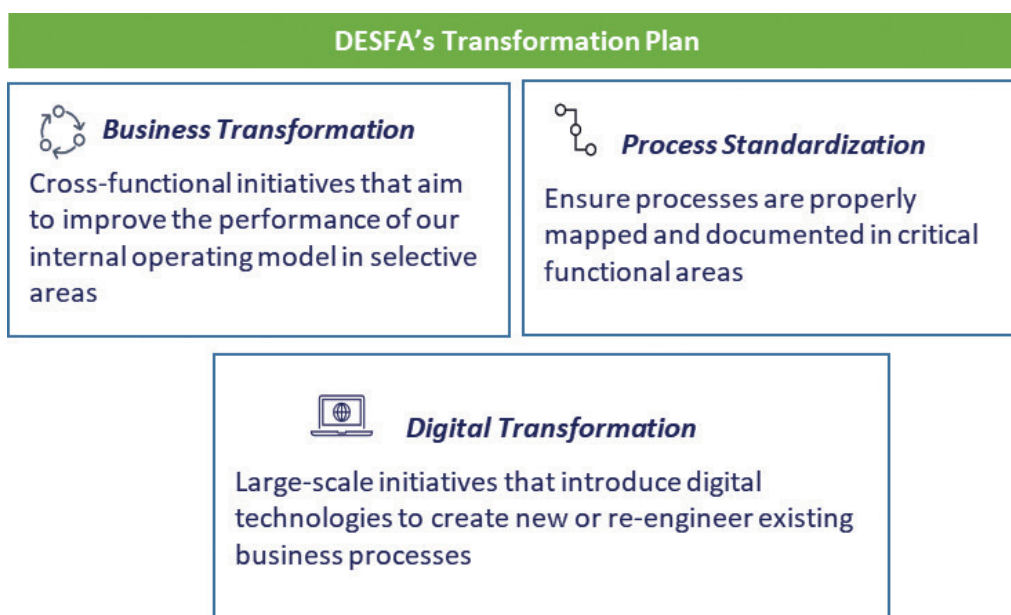 DESFA’s Transformation Plan
Business Transformation
Cross-functional initiatives that aim
to improve the performance of our
internal operating model in selective
areas
Process Standardization
Ensure processes are properly
mapped and documented in critical
functional areas
Digital Transformation
Large-scale initiatives that introduce digital
technologies to create new or re-engineer existing
business processes